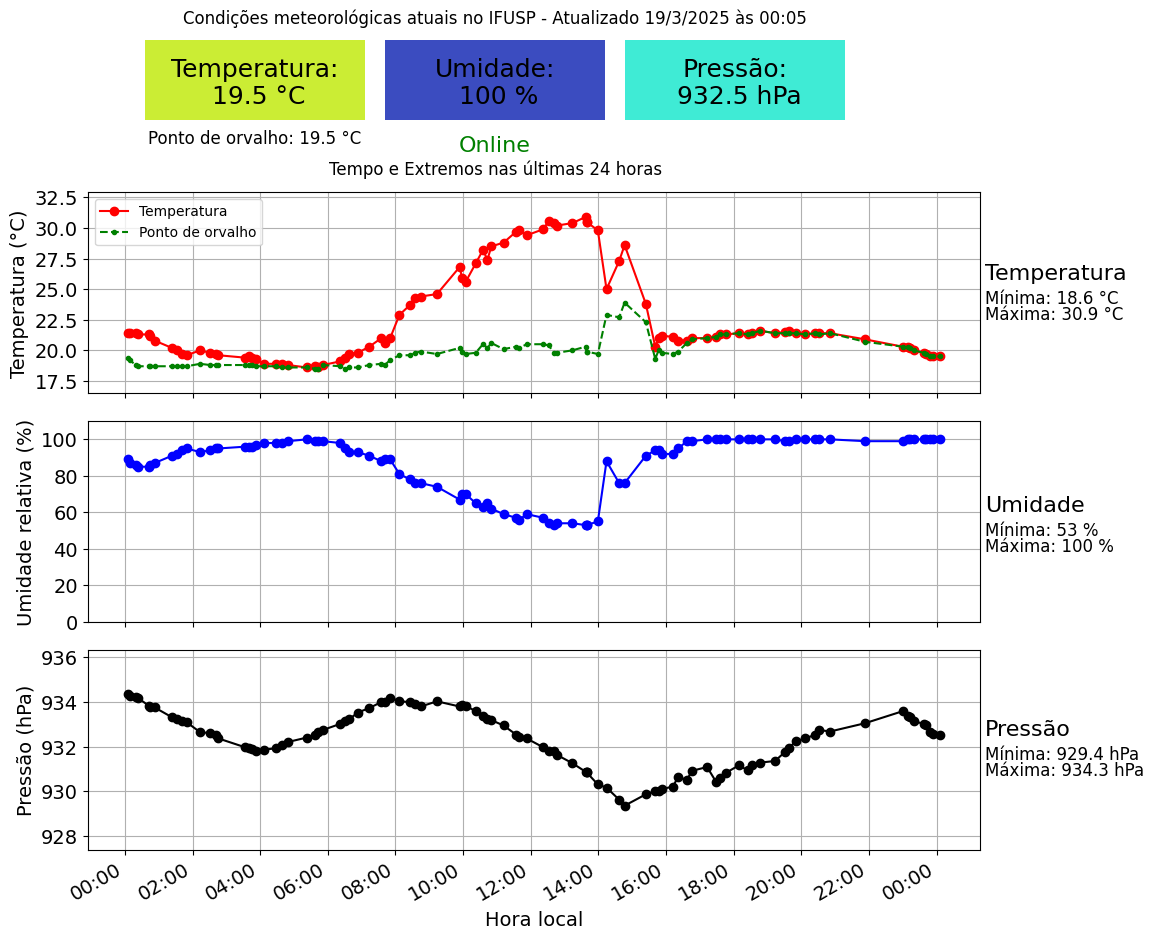 Condições meteorológicas atuais no IFUSP - Atualizado 19/3/2025 às 00:05
Temperatura:
19.5 °C
Umidade:
100 %
Pressão:
932.5 hPa
Ponto de orvalho: 19.5 °C
Online
Tempo e Extremos nas últimas 24 horas
Temperatura (°C)
32.5
30.0
27.5
25.0
22.5
20.0
17.5
Temperatura
Ponto de orvalho
Temperatura
Mínima: 18.6 °C
Máxima: 30.9 °C
Umidade relativa (%)
100
80
60
40
20
0
Umidade
Mínima: 53 %
Máxima: 100 %
Pressão (hPa)
936
934
932
930
928
Pressão
Mínima: 929.4 hPa
Máxima: 934.3 hPa
00:00
02:00
04:00
06:00
08:00
10:00
12:00
14:00
16:00
18:00
20:00
22:00
00:00
Hora local